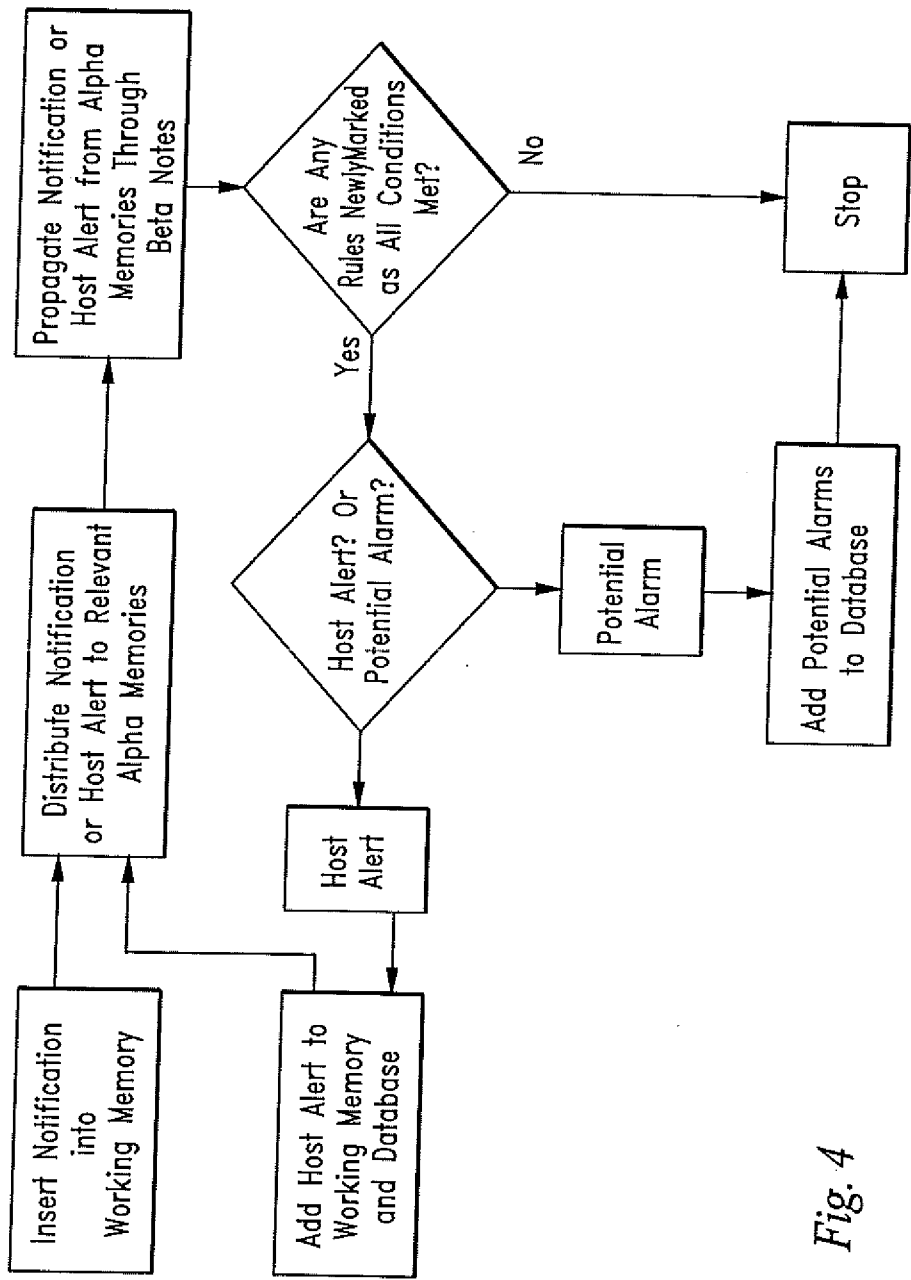 Insert Notification
into
Working Memory
Distribute Notification
or Host Alert to Relevant
Alpha Memories
Propagate Notification or
Host Alert from Alpha
Memories Through
Beta Notes
Are Any
Rules NewlyMarked
as All Conditions
Met?
Yes
No
Host Alert? Or
Potential Alarm?
Host
Alert
Add Host Alert to
Working Memory
and Database
Potential
Alarm
Add Potential Alarms
to Database
Stop
Fig. 4